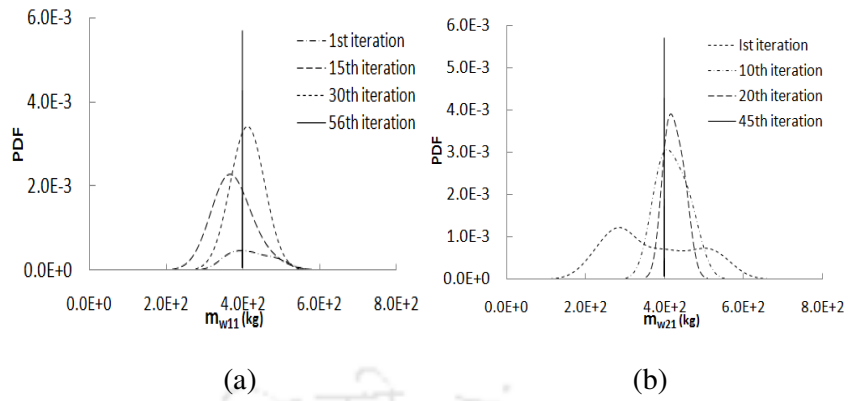 6.0E-3
4.0E-3
2.0E-3
0.0E+0
PDF
1st iteration
15th iteration
30th iteration
56th iteration
0.0E+0 2.0E+2 4.0E+2 6.0E+2 8.0E+2
mw11 (kg)
(a)
6.0E-3
5.0E-3
4.0E-3
3.0E-3
2.0E-3
1.0E-3
0.0E+0
PDF
Ist iteration
10th iteration
20th iteration
45th iteration
0.0E+0 2.0E+2 4.0E+2 6.0E+2 8.0E+2
mw21 (kg)
(b)